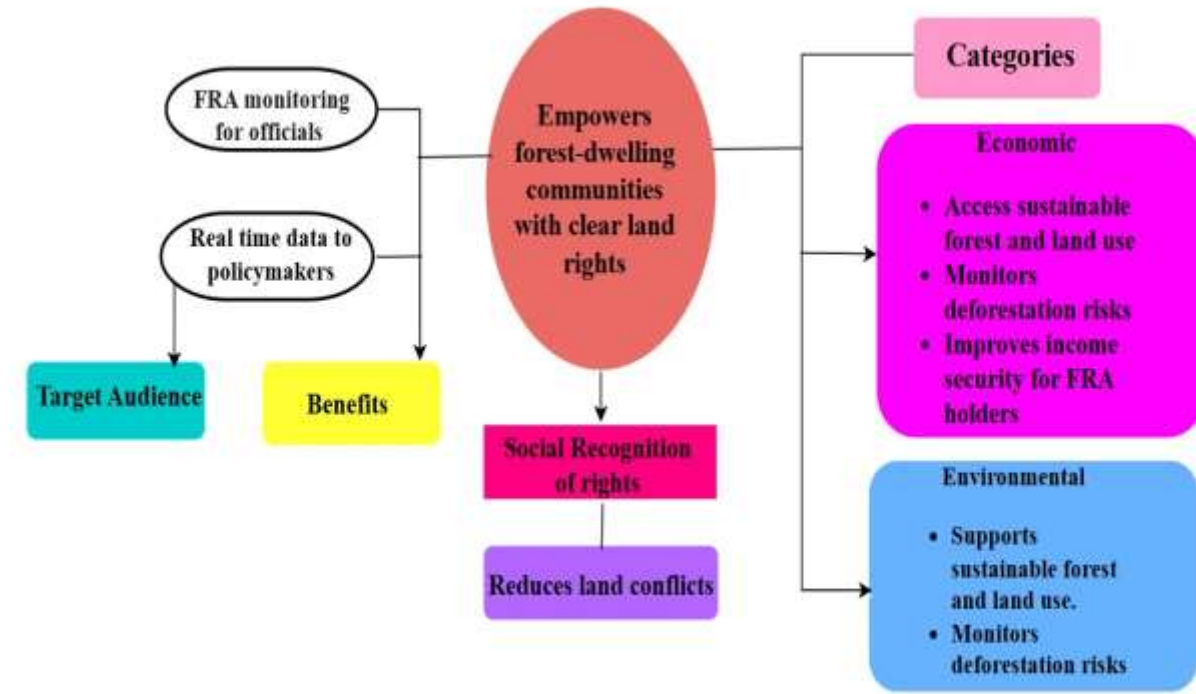 FRA monitoring
for officials
Real time data to
policymakers
Target Audience
Benefits
Empowers
forest-dwelling
communities
with clear land
rights
Social Recognition
of rights
Reduces land conflicts
Categories
Economic
• Access sustainable
forest and land use
• Monitors
deforestation risks
• Improves income
security for FRA
holders
Environmental
• Supports
sustainable forest
and land use.
• Monitors
deforestation risks